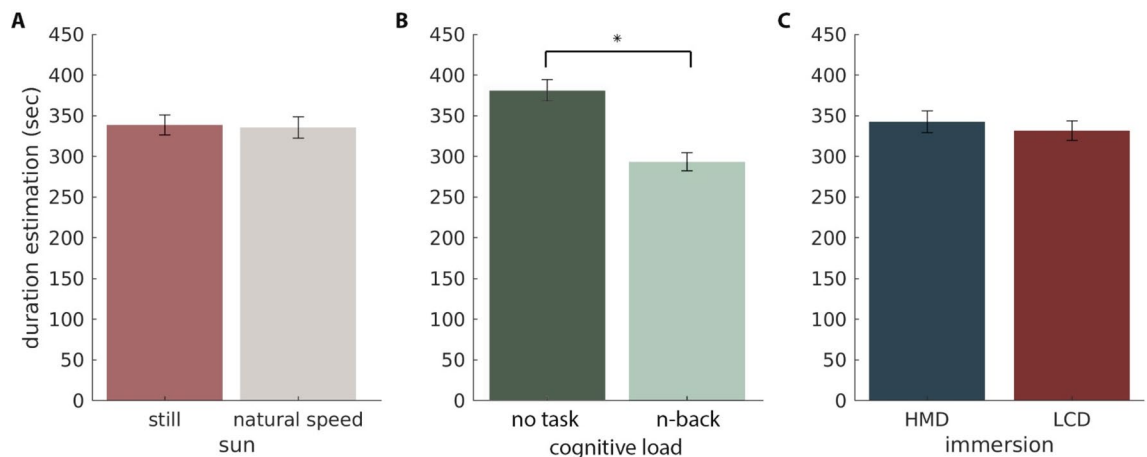 A
B
C
duration estimation (sec)
450
400
350
300
250
200
150
100
50
0
still
natural speed
sun
450
400
350
300
250
200
150
100
50
0
*
no task
n-back
cognitive load
450
400
350
300
250
200
150
100
50
0
HMD
LCD
immersion